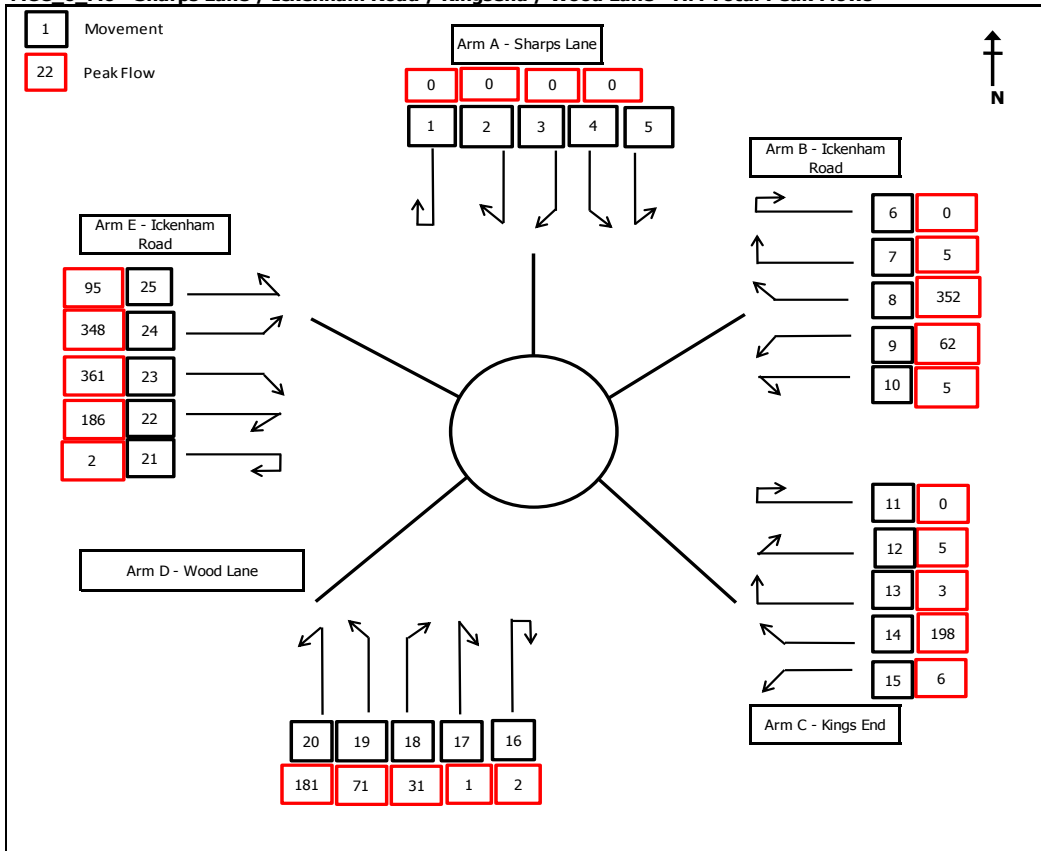 1 Movement
22 Peak Flow
Arm A - Sharps Lane
0 0 0 0
1 2 3 4 5
N
Arm B - Ickenham
Road
6 0
7 5
8 352
9 62
10 5
Arm E - Ickenham
Road
95 25
348 24
361 23
186 22
2 21
11 0
12 5
13 3
14 198
15 6
Arm C - Kings End
Arm D - Wood Lane
20 19 18 17 16
181 71 31 1 2